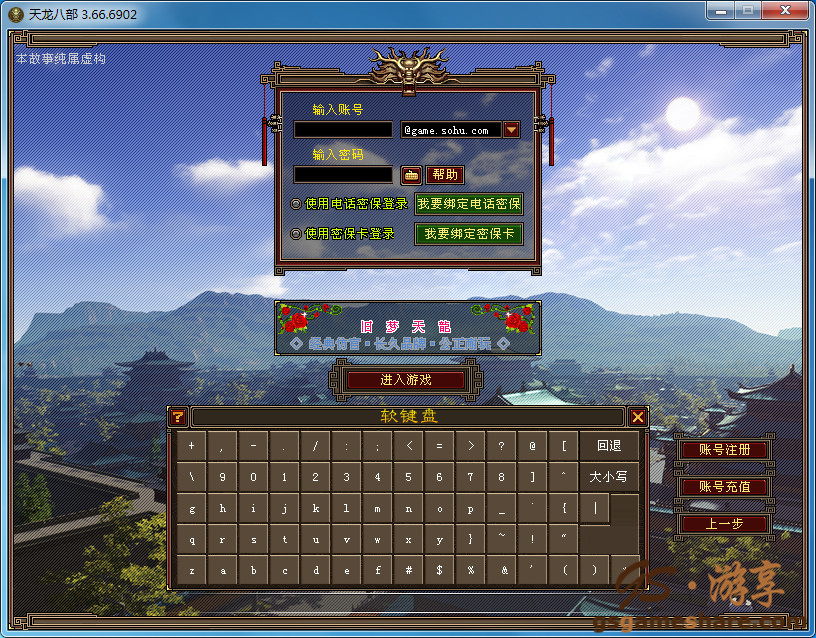 天龙八部 3.66.6902
本故事纯属虚构
输入账号
@game.sohu.com
输入密码
帮助
使用电话密保登录 我要绑定电话密保
使用密保卡登录 我要绑定密保卡
旧 梦 天 龍
经典仿官·长久品牌·公正耐玩
进入游戏
? 软键盘 X
+ , - . / : ; < = > ? @ [ 回退
\ 9 0 1 2 3 4 5 6 7 8 ] ^ 大小写
g h i j k l m n o p _ ` { |
q r s t u v w x y } ~ ! "
z a b c d e f # $ % & ' ( ) *
账号注册
账号充值
上一步
游享